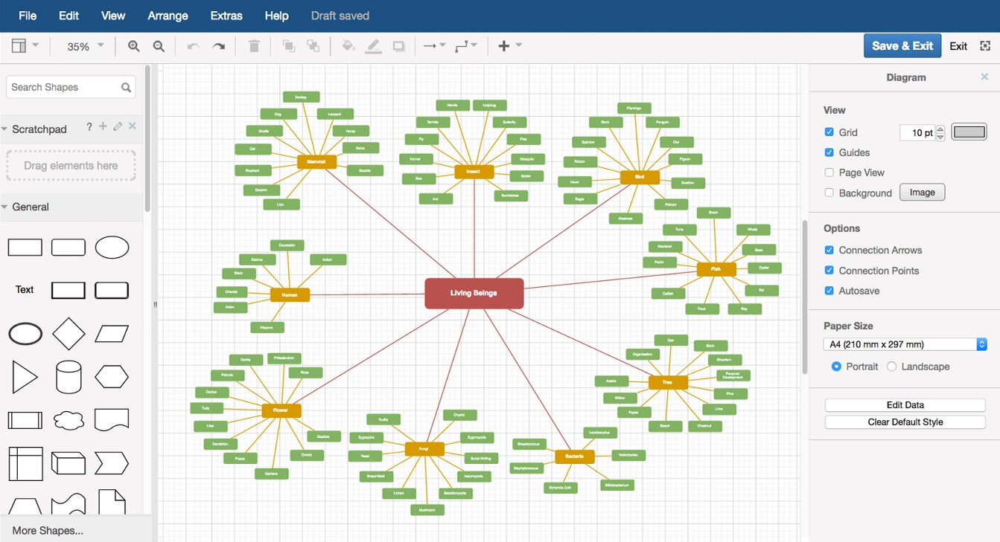 File Edit View Arrange Extras Help Draft saved
35%
Save & Exit Exit
Search Shapes
Scratchpad ?
Drag elements here
General
Text
More Shapes...
Donkey
Dog
Leopard
Giraffe
Horse
Cat
Zebra
Mammal
Elephant
Gazelle
Dolphin
Lion
Mantis
Ladybug
Termite
Butterfly
Fly
Flea
Hornet
Mosquito
Insect
Bee
Spider
Ant
Bumblebee
Flamingo
Stork
Penguin
Sparrow
Owl
Falcon
Pigeon
Bird
Hawk
Swallow
Eagle
Pelican
Albatross
Shark
Tuna
Whale
Mackerel
Bass
Perch
Oyster
Fish
Catfish
Eel
Trout
Ray
Caucasian
Eskimo
Indian
Black
Oriental
Human
Asian
Hispanic
Living Beings
Dahlia
Philadendron
Petunia
Rose
Cactus
Tulip
Flower
Lilac
Gladiola
Dandelion
Poppy
Orchid
Gerbera
Truffle
Chytrid
Zygospore
Zygomycota
Fungi
Yeast
Script Writing
Bread Mold
Ascomycota
Lichen
Basidiomycota
Mushroom
Lactobacylus
Streptococcus
Bacteria
Helicobacter
Staphylococcus
Echericia Coli
Bifidobacterium
Oak
Birch
Organisation
Silverfern
Personal
Development
Acacia
Tree
Willow
Pine
Poplar
Lime
Beech
Chestnut
Diagram
View
Grid 10 pt
Guides
Page View
Background Image
Options
Connection Arrows
Connection Points
Autosave
Paper Size
A4 (210 mm x 297 mm)
Portrait Landscape
Edit Data
Clear Default Style